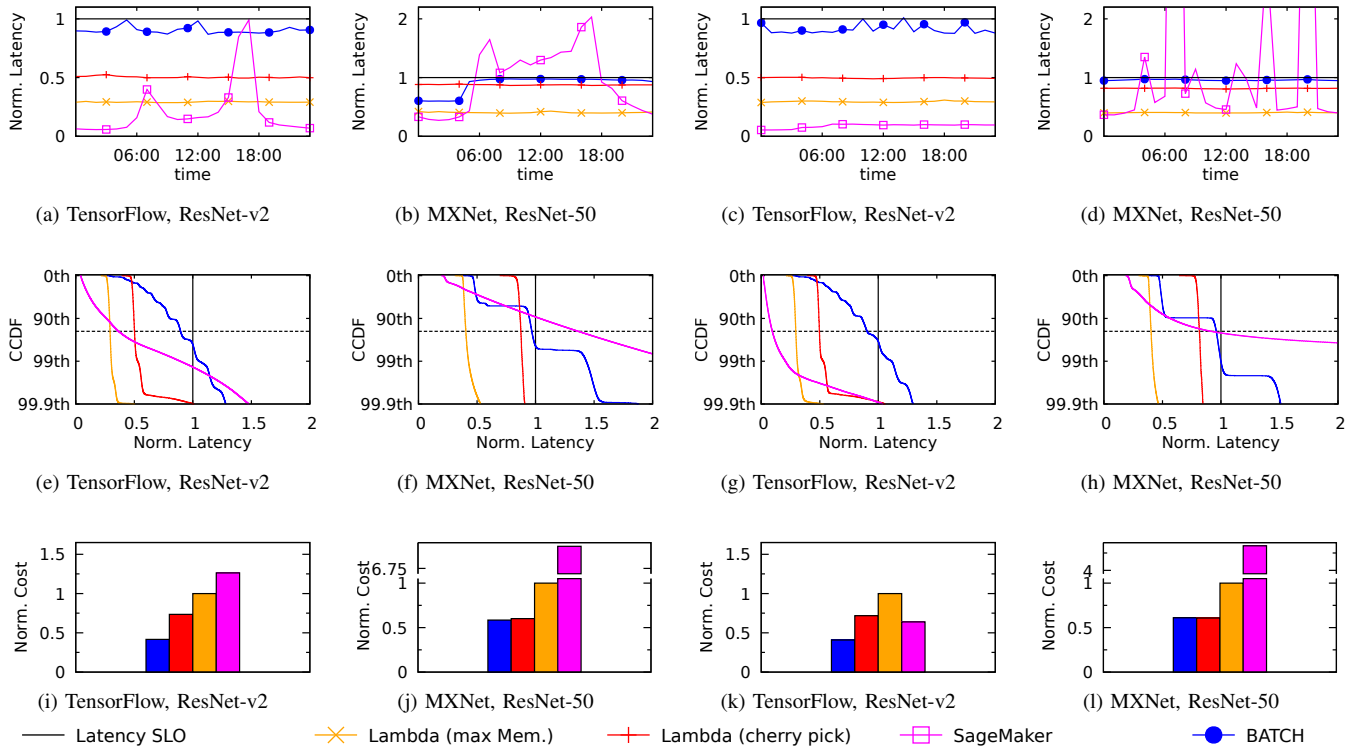 Norm. Latency
1
0.5
0
06:00 12:00 18:00
time
(a) TensorFlow, ResNet-v2
Norm. Latency
2
1
0
06:00 12:00 18:00
time
(b) MXNet, ResNet-50
Norm. Latency
1
0.5
0
06:00 12:00 18:00
time
(c) TensorFlow, ResNet-v2
Norm. Latency
2
1
0
06:00 12:00 18:00
time
(d) MXNet, ResNet-50
CCDF
0th
90th
99th
99.9th
0 0.5 1 1.5 2
Norm. Latency
(e) TensorFlow, ResNet-v2
CCDF
0th
90th
99th
99.9th
0 0.5 1 1.5 2
Norm. Latency
(f) MXNet, ResNet-50
CCDF
0th
90th
99th
99.9th
0 0.5 1 1.5 2
Norm. Latency
(g) TensorFlow, ResNet-v2
CCDF
0th
90th
99th
99.9th
0 0.5 1 1.5 2
Norm. Latency
(h) MXNet, ResNet-50
Norm. Cost
1.5
1
0.5
0
(i) TensorFlow, ResNet-v2
Norm. Cost
6.75
1
0.5
0
(j) MXNet, ResNet-50
Norm. Cost
1.5
1
0.5
0
(k) TensorFlow, ResNet-v2
Norm. Cost
4
1
0.5
0
(l) MXNet, ResNet-50
Latency SLO Lambda (max Mem.) Lambda (cherry pick) SageMaker BATCH